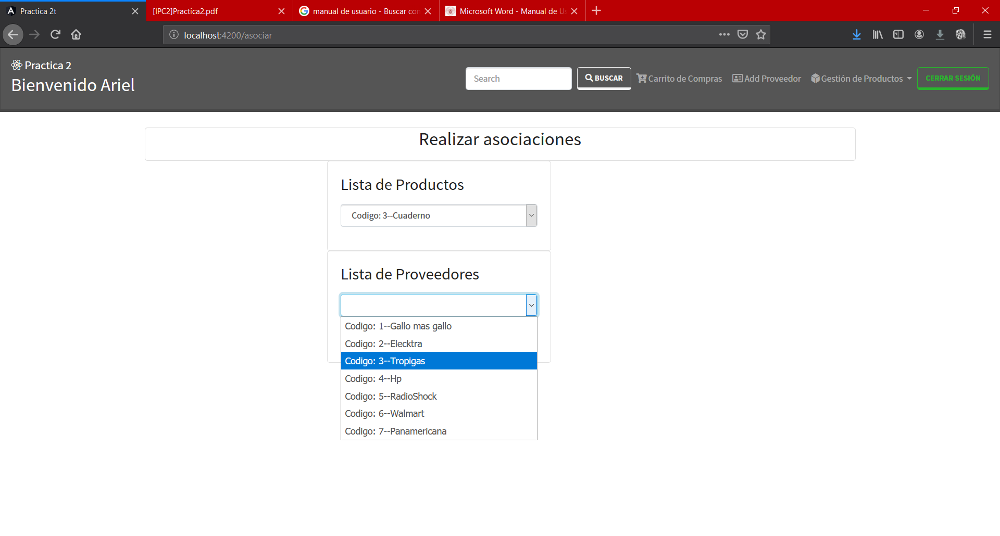 Practica 2t
[IPC2]Practica2.pdf
manual de usuario - Buscar con
Microsoft Word - Manual de Us
localhost:4200/asociar
Practica 2
Bienvenido Ariel
Search
BUSCAR
Carrito de Compras
Add Proveedor
Gestión de Productos
CERRAR SESIÓN
Realizar asociaciones
Lista de Productos
Codigo: 3--Cuaderno
Lista de Proveedores
Codigo: 1--Gallo mas gallo
Codigo: 2--Elecktra
Codigo: 3--Tropigas
Codigo: 4--Hp
Codigo: 5--RadioShock
Codigo: 6--Walmart
Codigo: 7--Panamericana